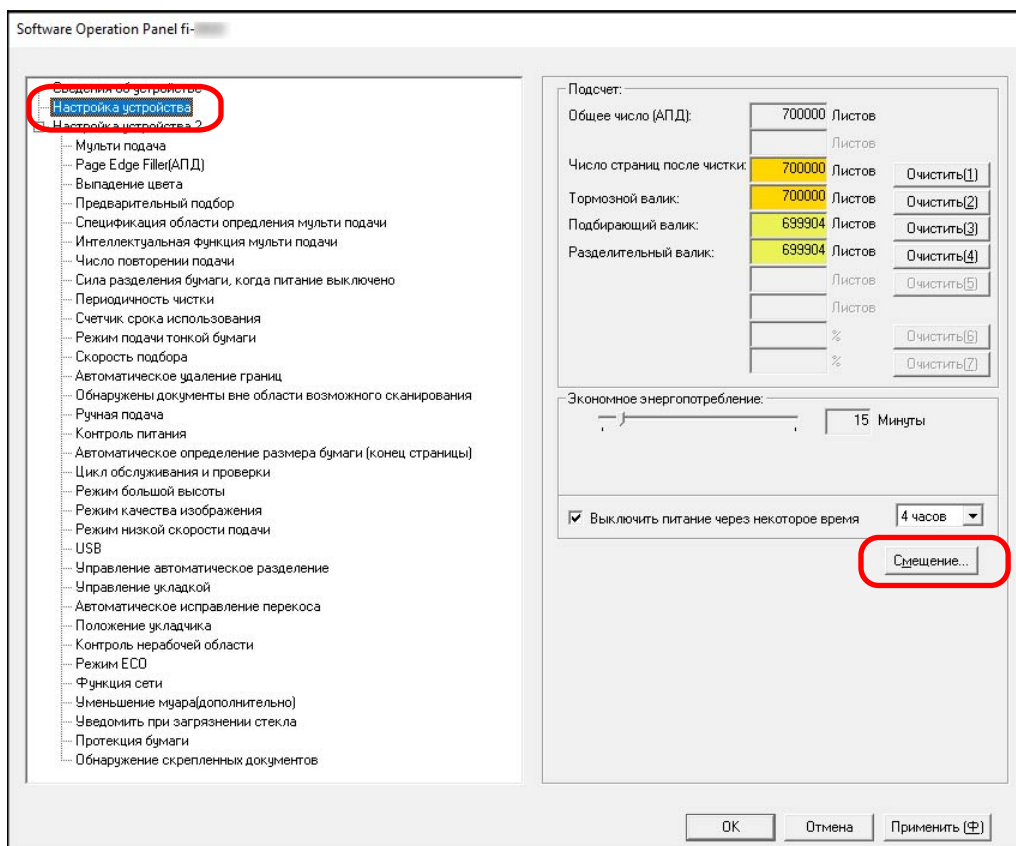 Software Operation Panel fi-
Сведения об устройстве
Настройка устройства
Настройка устройства 2
Мульти подача
Page Edge Filler(АПД)
Выпадение цвета
Предварительный подбор
Спецификация области опредления мульти подачи
Интеллектуальная функция мульти подачи
Число повторении подачи
Сила разделения бумаги, когда питание выключено
Периодичность чистки
Счетчик срока использования
Режим подачи тонкой бумаги
Скорость подбора
Автоматическое удаление границ
Обнаружены документы вне области возможного сканирования
Ручная подача
Контроль питания
Автоматическое определение размера бумаги (конец страницы)
Цикл обслуживания и проверки
Режим большой высоты
Режим качества изображения
Режим низкой скорости подачи
USB
Управление автоматическое разделение
Управление укладкой
Автоматическое исправление перекоса
Положение укладчика
Контроль нерабочей области
Режим ECO
Функция сети
Уменьшение муара(дополнительно)
Уведомить при загрязнении стекла
Протекция бумаги
Обнаружение скрепленных документов
Подсчет:
Общее число (АПД): 700000 Листов
Листов
Число страниц после чистки: 700000 Листов Очистить(1)
Тормозной валик: 700000 Листов Очистить(2)
Подбирающий валик: 699904 Листов Очистить(3)
Разделительный валик: 699904 Листов Очистить(4)
Листов Очистить(5)
Листов
% Очистить(6)
% Очистить(7)
Экономное энергопотребление:
15 Минуты
Выключить питание через некоторое время 4 часов
Смещение...
OK Отмена Применить (Ф)